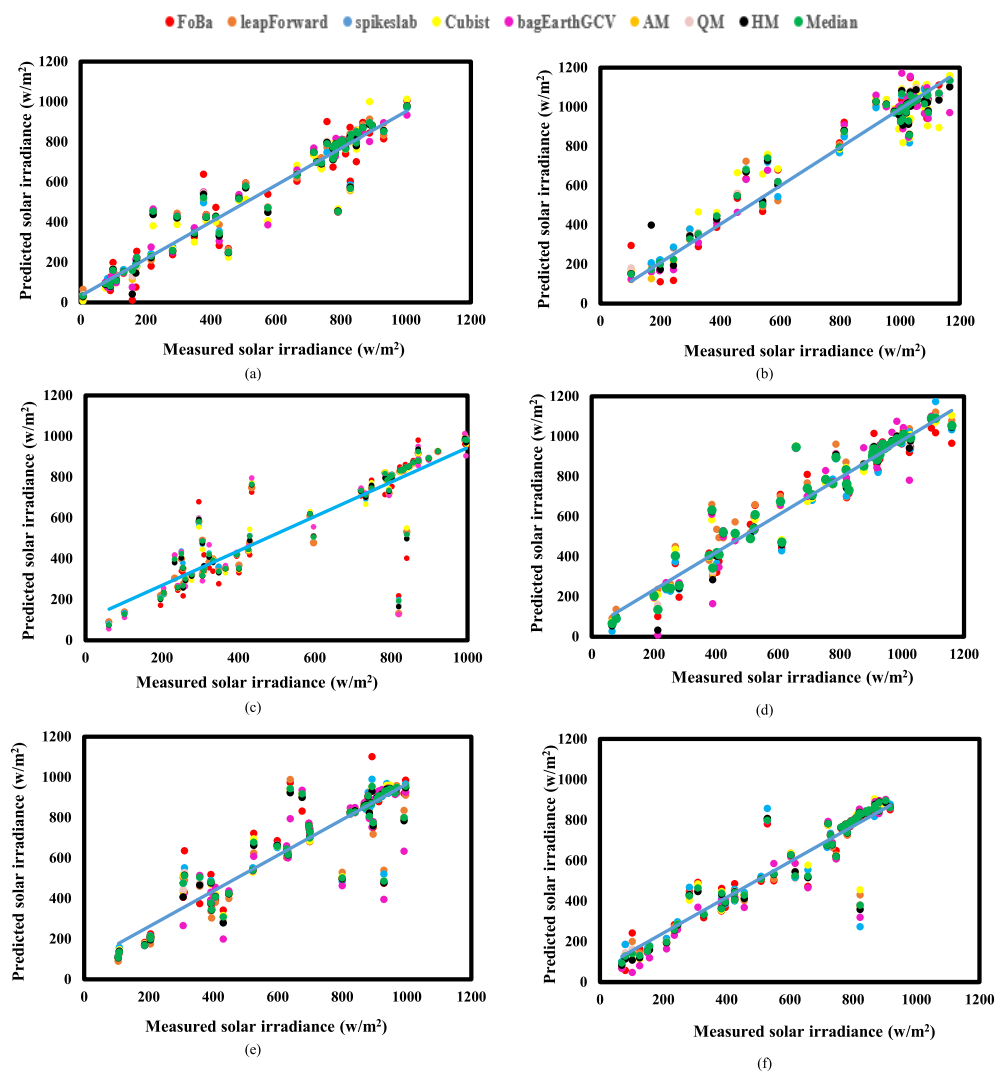 FoBa leapForward spikeslab Cubist bagEarthGCV AM QM HM Median
Predicted solar irradiance (w/m²)
1200
1000
800
600
400
200
0
0 200 400 600 800 1000 1200
Measured solar irradiance (w/m²)
(a)
Predicted solar irradiance (w/m²)
1200
1000
800
600
400
200
0
0 200 400 600 800 1000 1200
Measured solar irradiance (w/m²)
(b)
Predicted solar irradiance (w/m²)
1200
1000
800
600
400
200
0
0 200 400 600 800 1000
Measured solar irradiance (w/m²)
(c)
Predicted solar irradiance (w/m²)
1200
1000
800
600
400
200
0
0 200 400 600 800 1000 1200
Measured solar irradiance (w/m²)
(d)
Predicted solar irradiance (w/m²)
1200
1000
800
600
400
200
0
0 200 400 600 800 1000 1200
Measured solar irradiance (w/m²)
(e)
Predicted solar irradiance (w/m²)
1200
1000
800
600
400
200
0
0 200 400 600 800 1000 1200
Measured solar irradiance (w/m²)
(f)